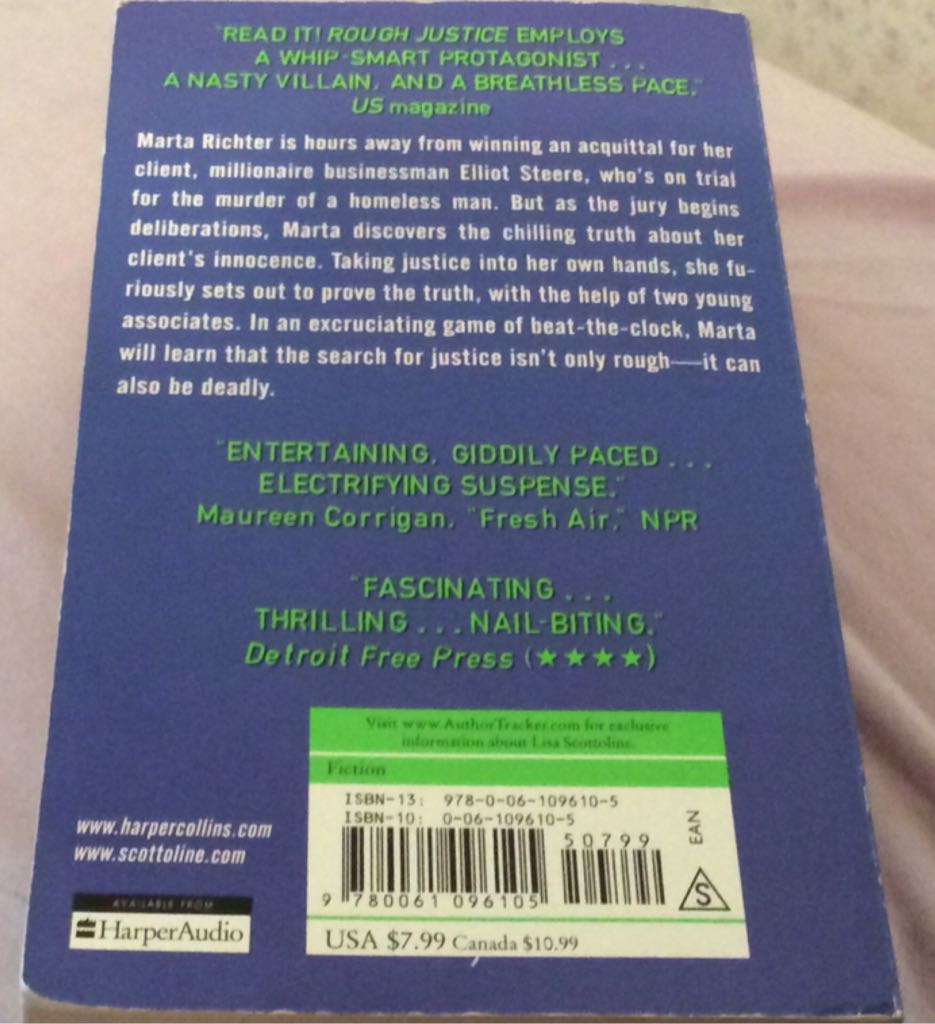 "READ IT! ROUGH JUSTICE EMPLOYS
A WHIP-SMART PROTAGONIST . . .
A NASTY VILLAIN, AND A BREATHLESS PACE."
US magazine
Marta Richter is hours away from winning an acquittal for her
client, millionaire businessman Elliot Steere, who's on trial
for the murder of a homeless man. But as the jury begins
deliberations, Marta discovers the chilling truth about her
client's innocence. Taking justice into her own hands, she fu-
riously sets out to prove the truth, with the help of two young
associates. In an excruciating game of beat-the-clock, Marta
will learn that the search for justice isn't only rough—it can
also be deadly.
"ENTERTAINING, GIDDILY PACED . . .
ELECTRIFYING SUSPENSE."
Maureen Corrigan, "Fresh Air," NPR
"FASCINATING . . .
THRILLING . . . NAIL-BITING."
Detroit Free Press (★★★★)
Visit www.AuthorTracker.com for exclusive
information about Lisa Scottoline.
Fiction
ISBN-13: 978-0-06-109610-5
ISBN-10: 0-06-109610-5
50799
EAN
S
9 780061 096105
USA $7.99 Canada $10.99
www.harpercollins.com
www.scottoline.com
AVAILABLE FROM
HarperAudio